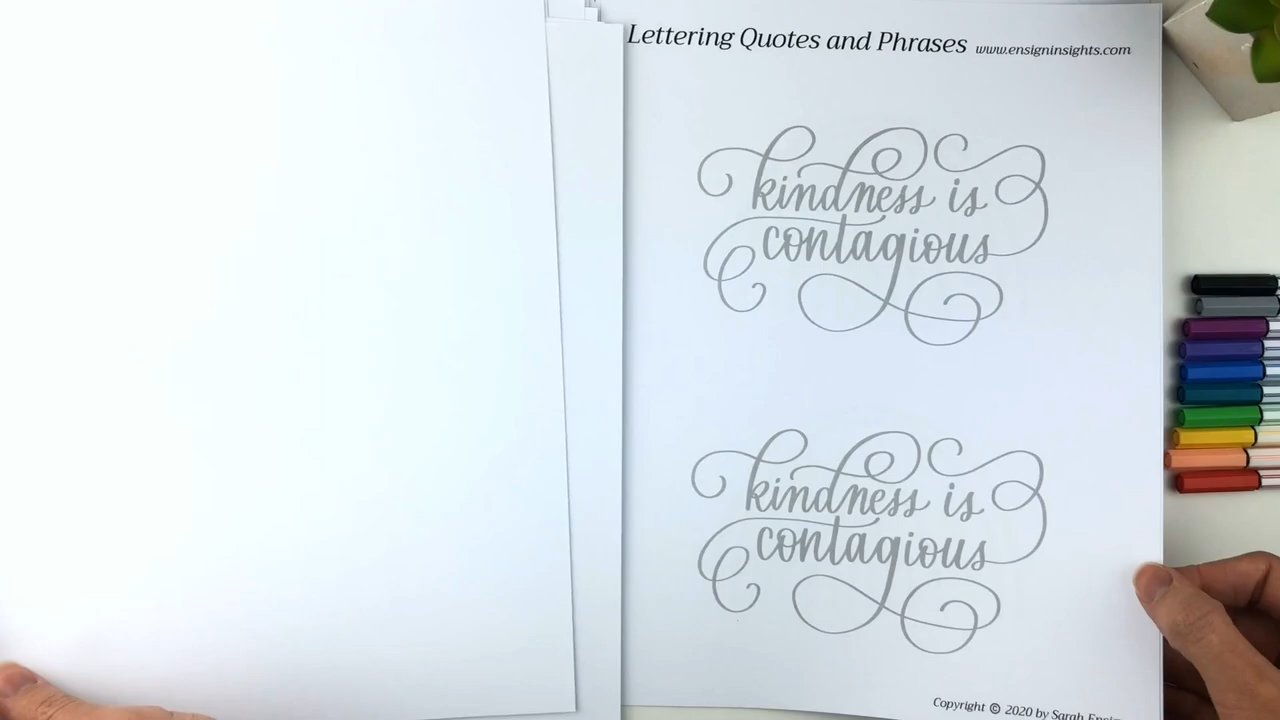 Lettering Quotes and Phrases www.ensigninsights.com
kindness is
contagious
kindness is
contagious
Copyright © 2020 by Sarah